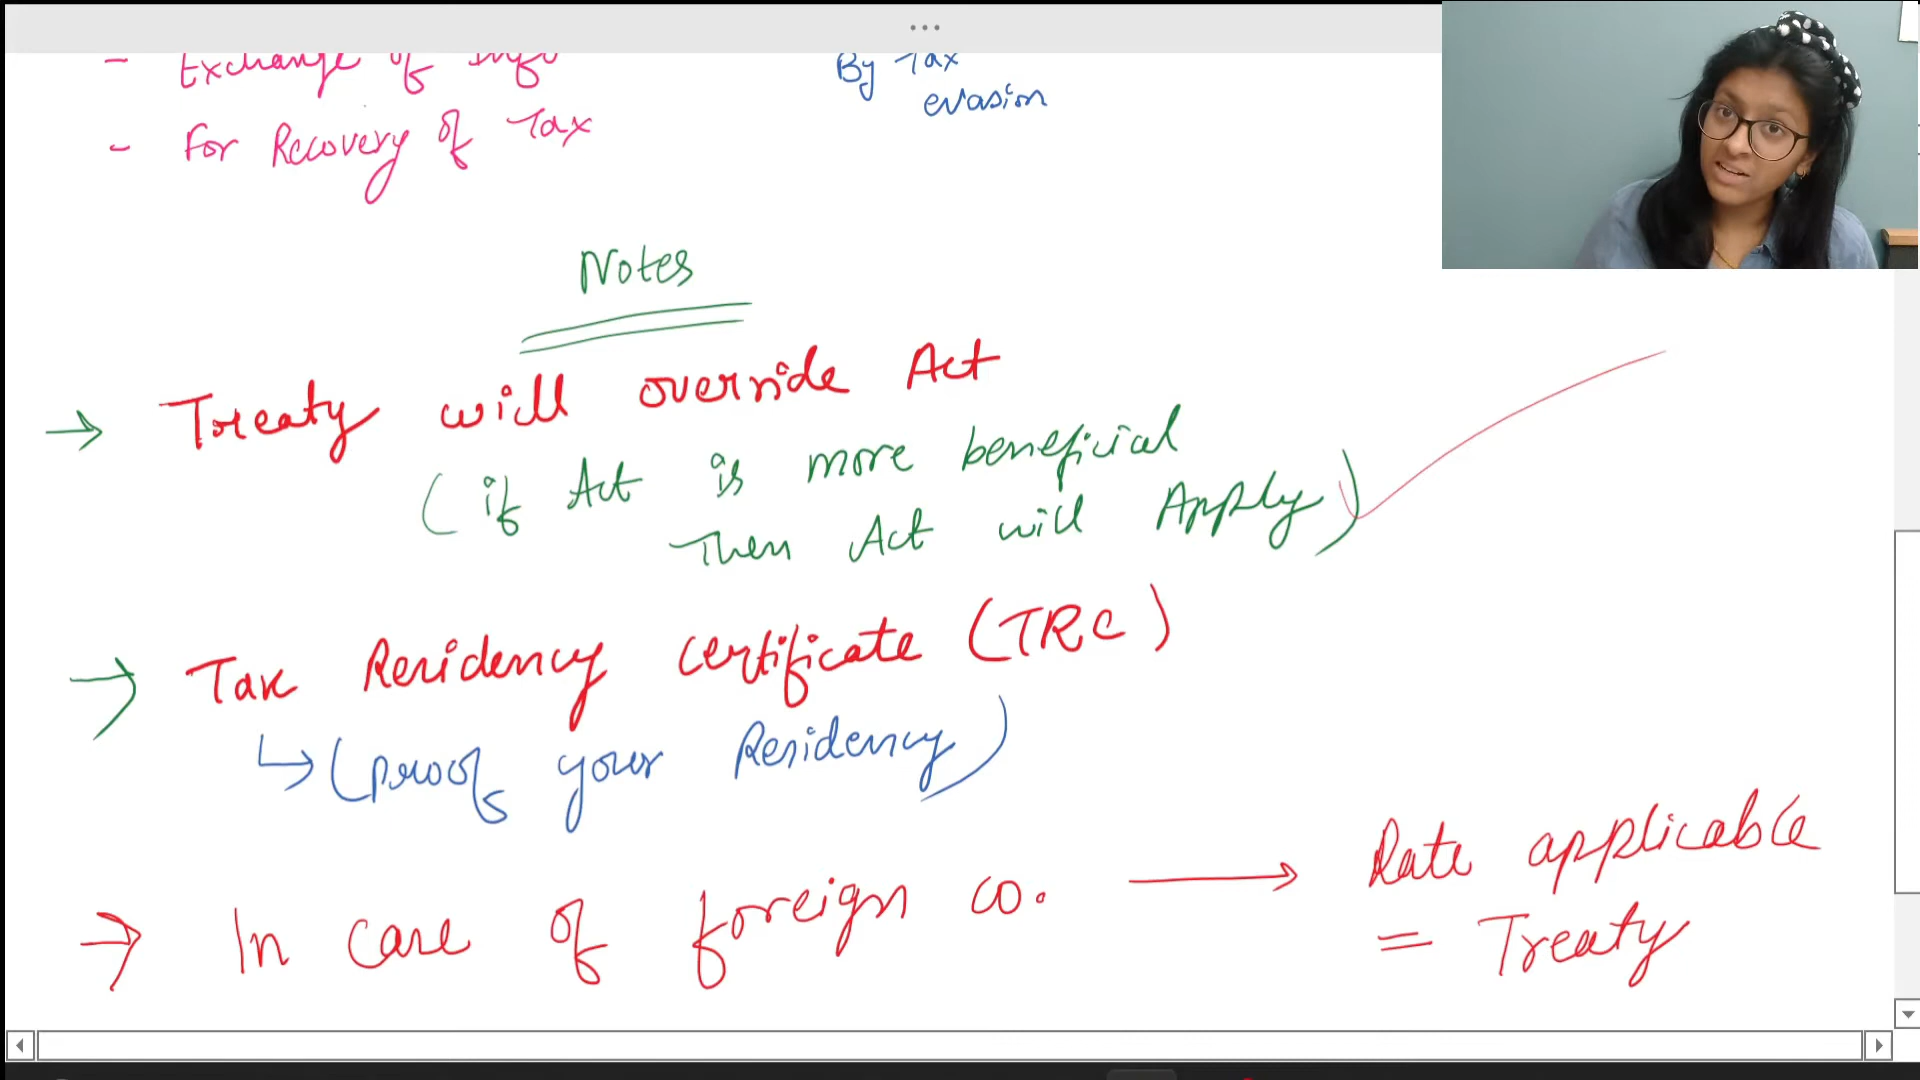 - Exchange of Info
- For Recovery of Tax
By Tax
evasion
Notes
→ Treaty will override Act
(if Act is more beneficial
Then Act will Apply)
→ Tax Residency certificate (TRC)
↳ (proofs your Residency)
→ In case of foreign co. → Rate applicable
= Treaty